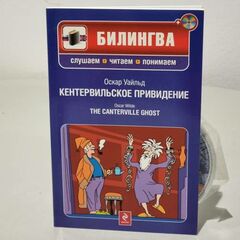 БИЛИНГВА
слушаем • читаем • понимаем
Оскар Уайльд
КЕНТЕРВИЛЬСКОЕ ПРИВИДЕНИЕ
Oscar Wilde
THE CANTERVILLE GHOST